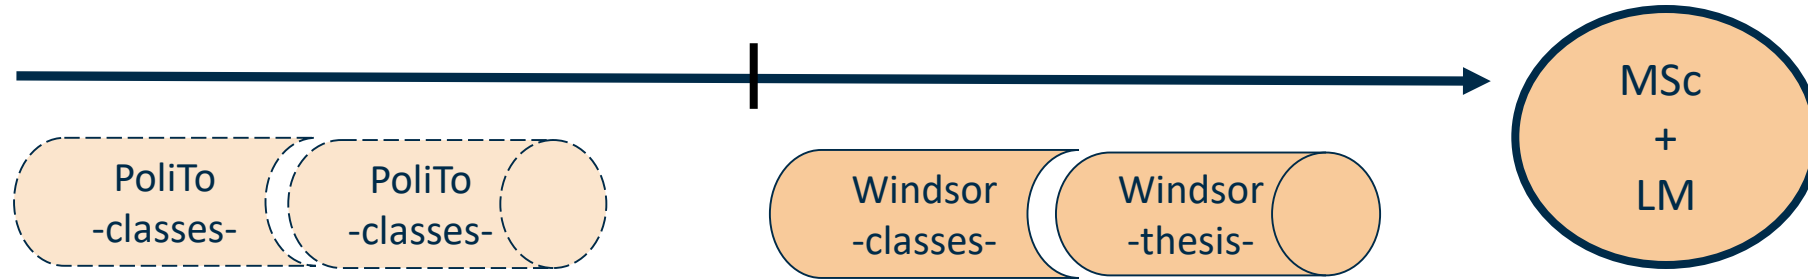 PoliTo
-classes-
PoliTo
-classes-
Windsor
-classes-
Windsor
-thesis-
MSc
+
LM